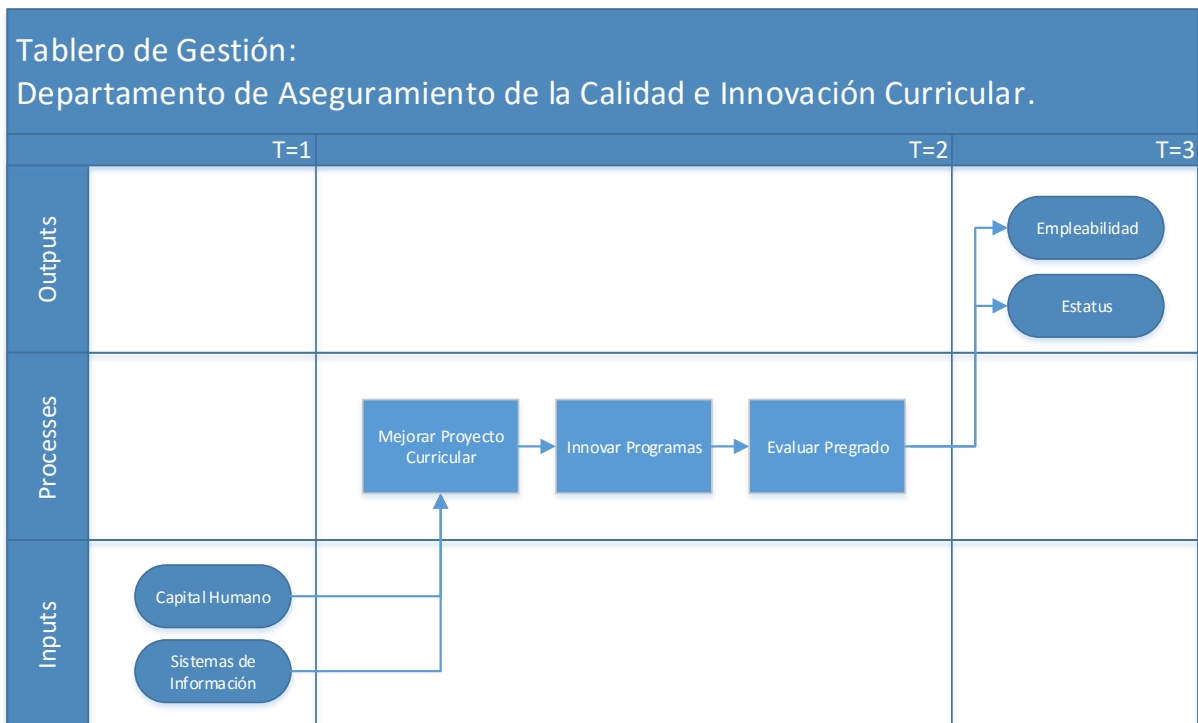 Tablero de Gestión:
Departamento de Aseguramiento de la Calidad e Innovación Curricular.
T=1
T=2
T=3
Outputs
Empleabilidad
Estatus
Processes
Mejorar Proyecto
Curricular
Innovar Programas
Evaluar Pregrado
Inputs
Capital Humano
Sistemas de
Información